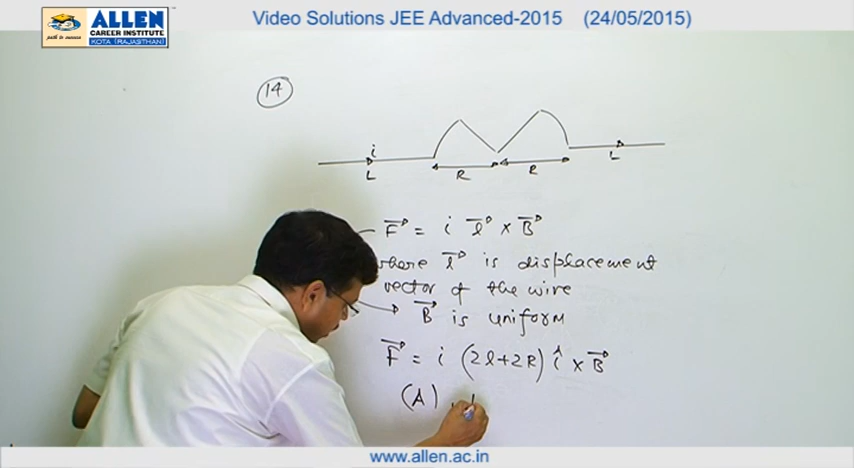 Video Solutions JEE Advanced-2015 (24/05/2015)
ALLEN
CAREER INSTITUTE
KOTA (RAJASTHAN)
path to success
14
i
L
R
R
L
F⃗ = i l⃗ × B⃗
where l⃗ is displacement
vector of the wire
B⃗ is uniform
F⃗ = i (2l+2R) î × B⃗
(A)
www.allen.ac.in